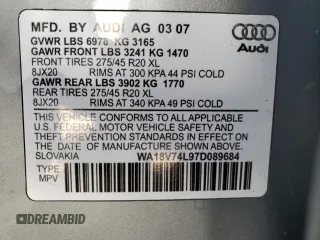 MFD. BY AUDI AG 03 07
GVWR LBS 6978 KG 3165
GAWR FRONT LBS 3241 KG 1470
FRONT TIRES 275/45 R20 XL
8JX20 RIMS AT 300 KPA 44 PSI COLD
GAWR REAR LBS 3902 KG 1770
REAR TIRES 275/45 R20 XL
8JX20 RIMS AT 340 KPA 49 PSI COLD
Audi
THIS VEHICLE CONFORMS TO ALL APPLICABLE
U.S. FEDERAL MOTOR VEHICLE SAFETY, BUMPER,
AND THEFT PREVENTION STANDARDS IN EFFECT
ON THE DATE OF MANUFACTURE SHOWN ABOVE.
SLOVAKIA WA1BV74L97D089684
TYPE:
MPV
DREAMBID